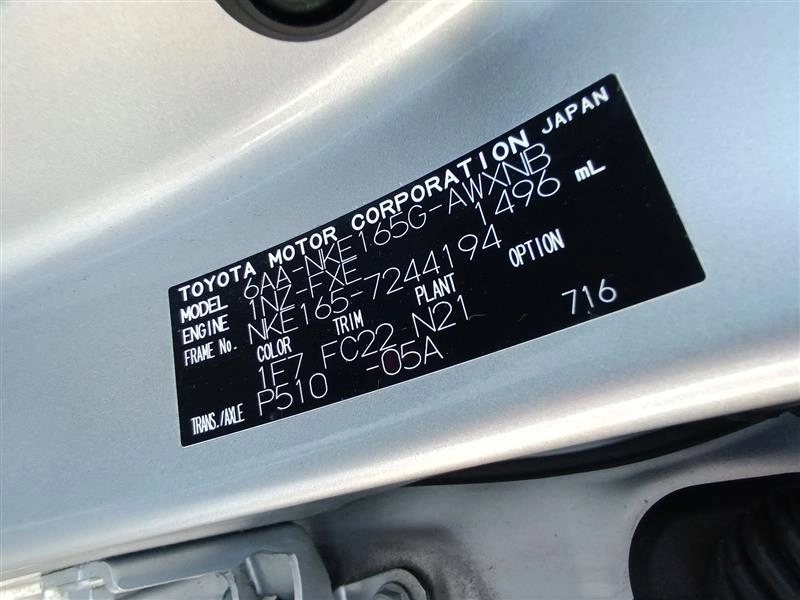 TOYOTA MOTOR CORPORATION JAPAN
MODEL 6AA-NKE165G-AWXNB
ENGINE 1NZ-FXE 1496 mL
FRAME No. NKE165-7244194
COLOR TRIM PLANT OPTION
1F7 FC22 N21 716
TRANS./AXLE P510 -05A